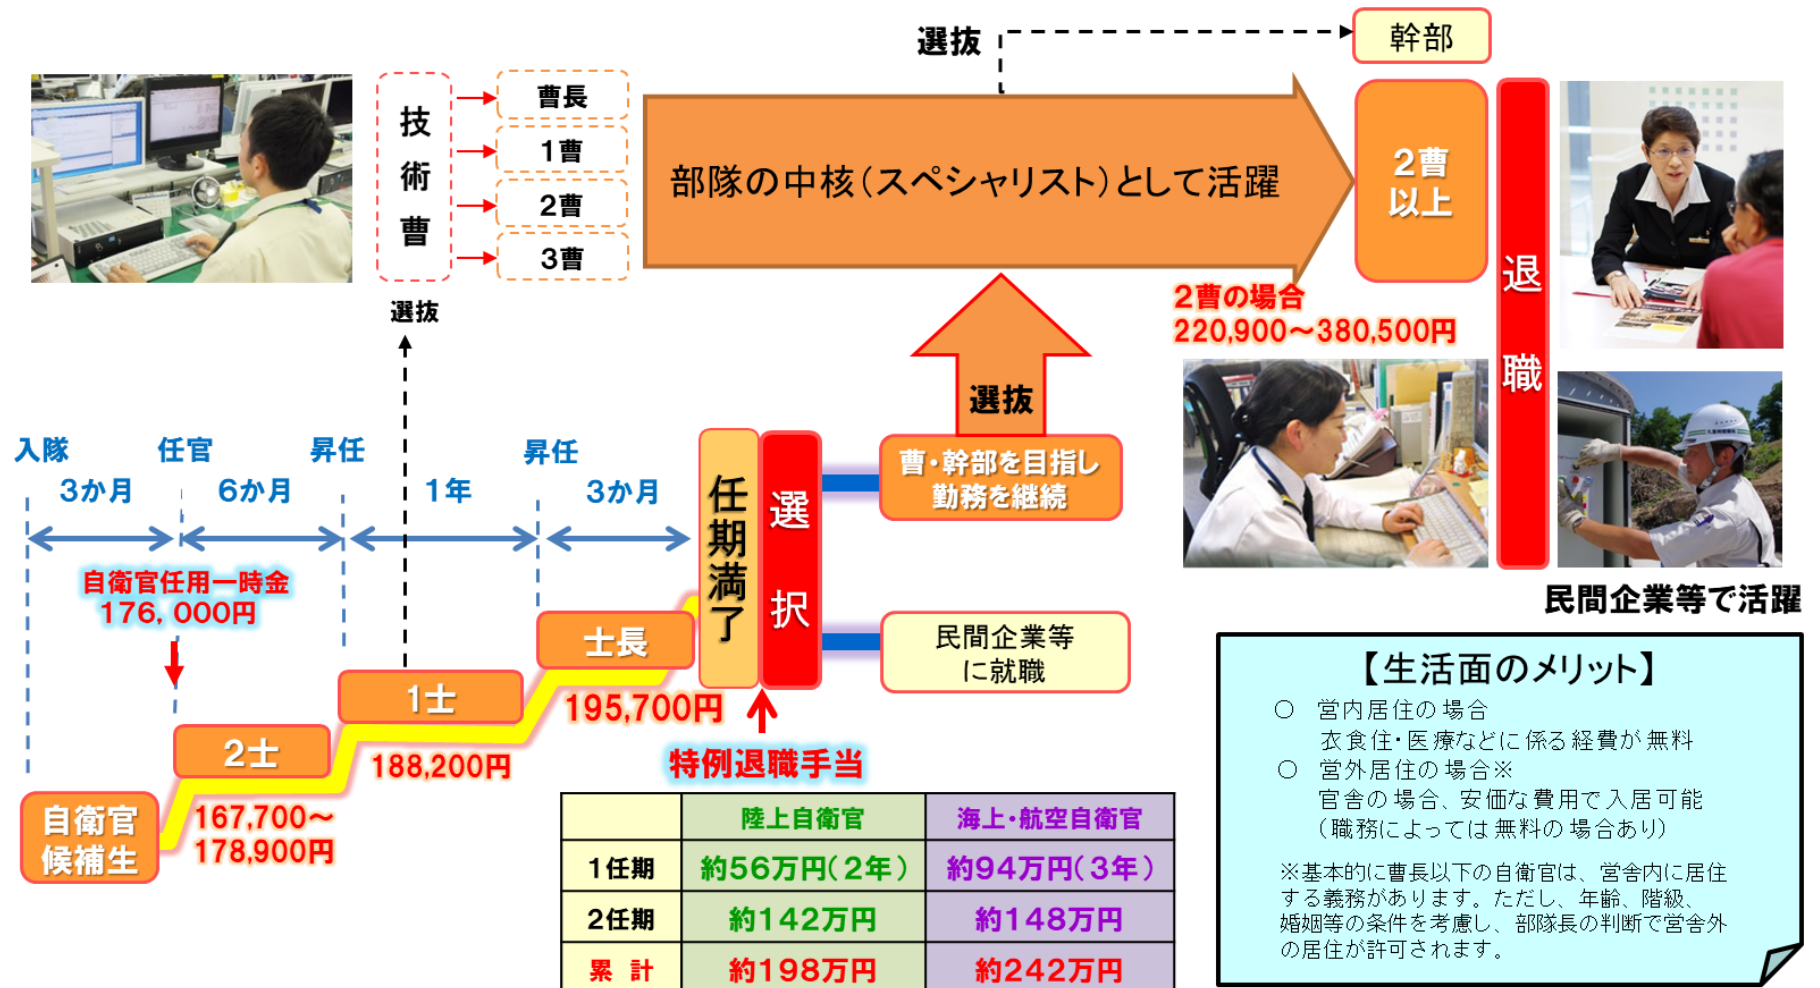 選抜
幹部
技術曹
曹長
1曹
2曹
3曹
部隊の中核（スペシャリスト）として活躍
2曹
以上
退職
選抜
2曹の場合
220,900～380,500円
選抜
入隊
任官
昇任
昇任
3か月
6か月
1年
3か月
任期満了
選択
曹・幹部を目指し
勤務を継続
自衛官任用一時金
176,000円
民間企業等で活躍
士長
民間企業等
に就職
1士
195,700円
2士
188,200円
特例退職手当
自衛官
候補生
167,700～
178,900円
陸上自衛官 海上・航空自衛官
1任期 約56万円（2年） 約94万円（3年）
2任期 約142万円 約148万円
累計 約198万円 約242万円
【生活面のメリット】
○ 営内居住の場合
衣食住・医療などに係る経費が無料
○ 営外居住の場合※
官舎の場合、安価な費用で入居可能
（職務によっては無料の場合あり）
※基本的に曹長以下の自衛官は、営舎内に居住
する義務があります。ただし、年齢、階級、
婚姻等の条件を考慮し、部隊長の判断で営舎外
の居住が許可されます。